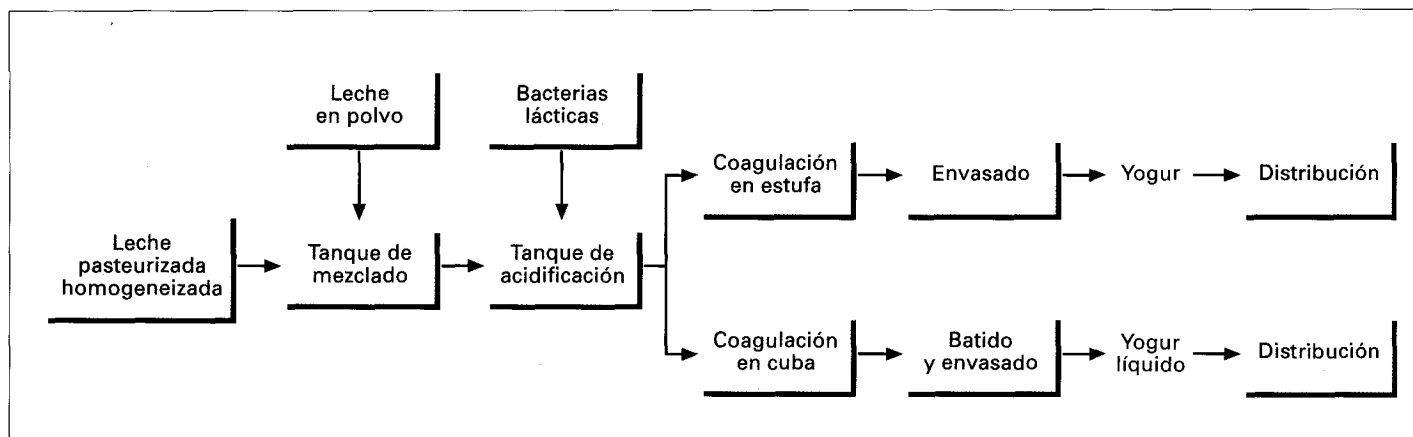 Leche
en polvo
Bacterias
lácticas
Leche
pasteurizada
homogeneizada
Tanque de
mezclado
Tanque de
acidificación
Coagulación
en estufa
Envasado
Yogur
Distribución
Coagulación
en cuba
Batido
y envasado
Yogur
líquido
Distribución